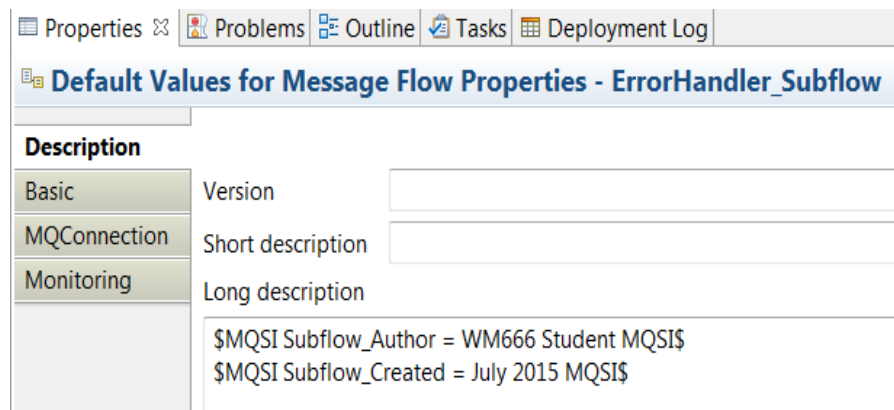 Properties Problems Outline Tasks Deployment Log
Default Values for Message Flow Properties - ErrorHandler_Subflow
Description
Basic
MQConnection
Monitoring
Version
Short description
Long description
$MQSI Subflow_Author = WM666 Student MQSI$
$MQSI Subflow_Created = July 2015 MQSI$